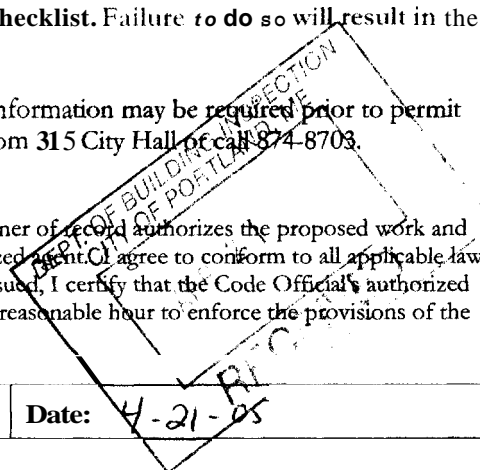 hecklist. Failure to do so will result in the
nformation may be required prior to permit
om 315 City Hall or call 874-8703.
ner of record authorizes the proposed work and
zed agent. I agree to conform to all applicable law
sued, I certify that the Code Official's authorized
reasonable hour to enforce the provisions of the
DEPT. OF BUILDING INSPECTION
CITY OF PORTLAND, ME
Date: 4-21-05